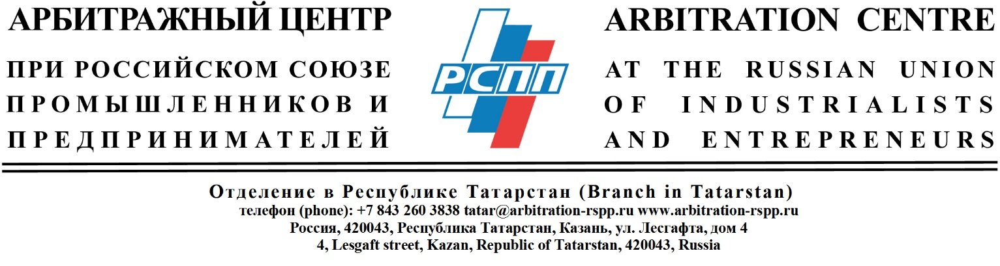 АРБИТРАЖНЫЙ ЦЕНТР
ПРИ РОССИЙСКОМ СОЮЗЕ
ПРОМЫШЛЕННИКОВ И
ПРЕДПРИНИМАТЕЛЕЙ
РСПП
ARBITRATION CENTRE
AT THE RUSSIAN UNION
OF INDUSTRIALISTS
AND ENTREPRENEURS
Отделение в Республике Татарстан (Branch in Tatarstan)
телефон (phone): +7 843 260 3838 tatar@arbitration-rspp.ru www.arbitration-rspp.ru
Россия, 420043, Республика Татарстан, Казань, ул. Лесгафта, дом 4
4, Lesgaft street, Kazan, Republic of Tatarstan, 420043, Russia